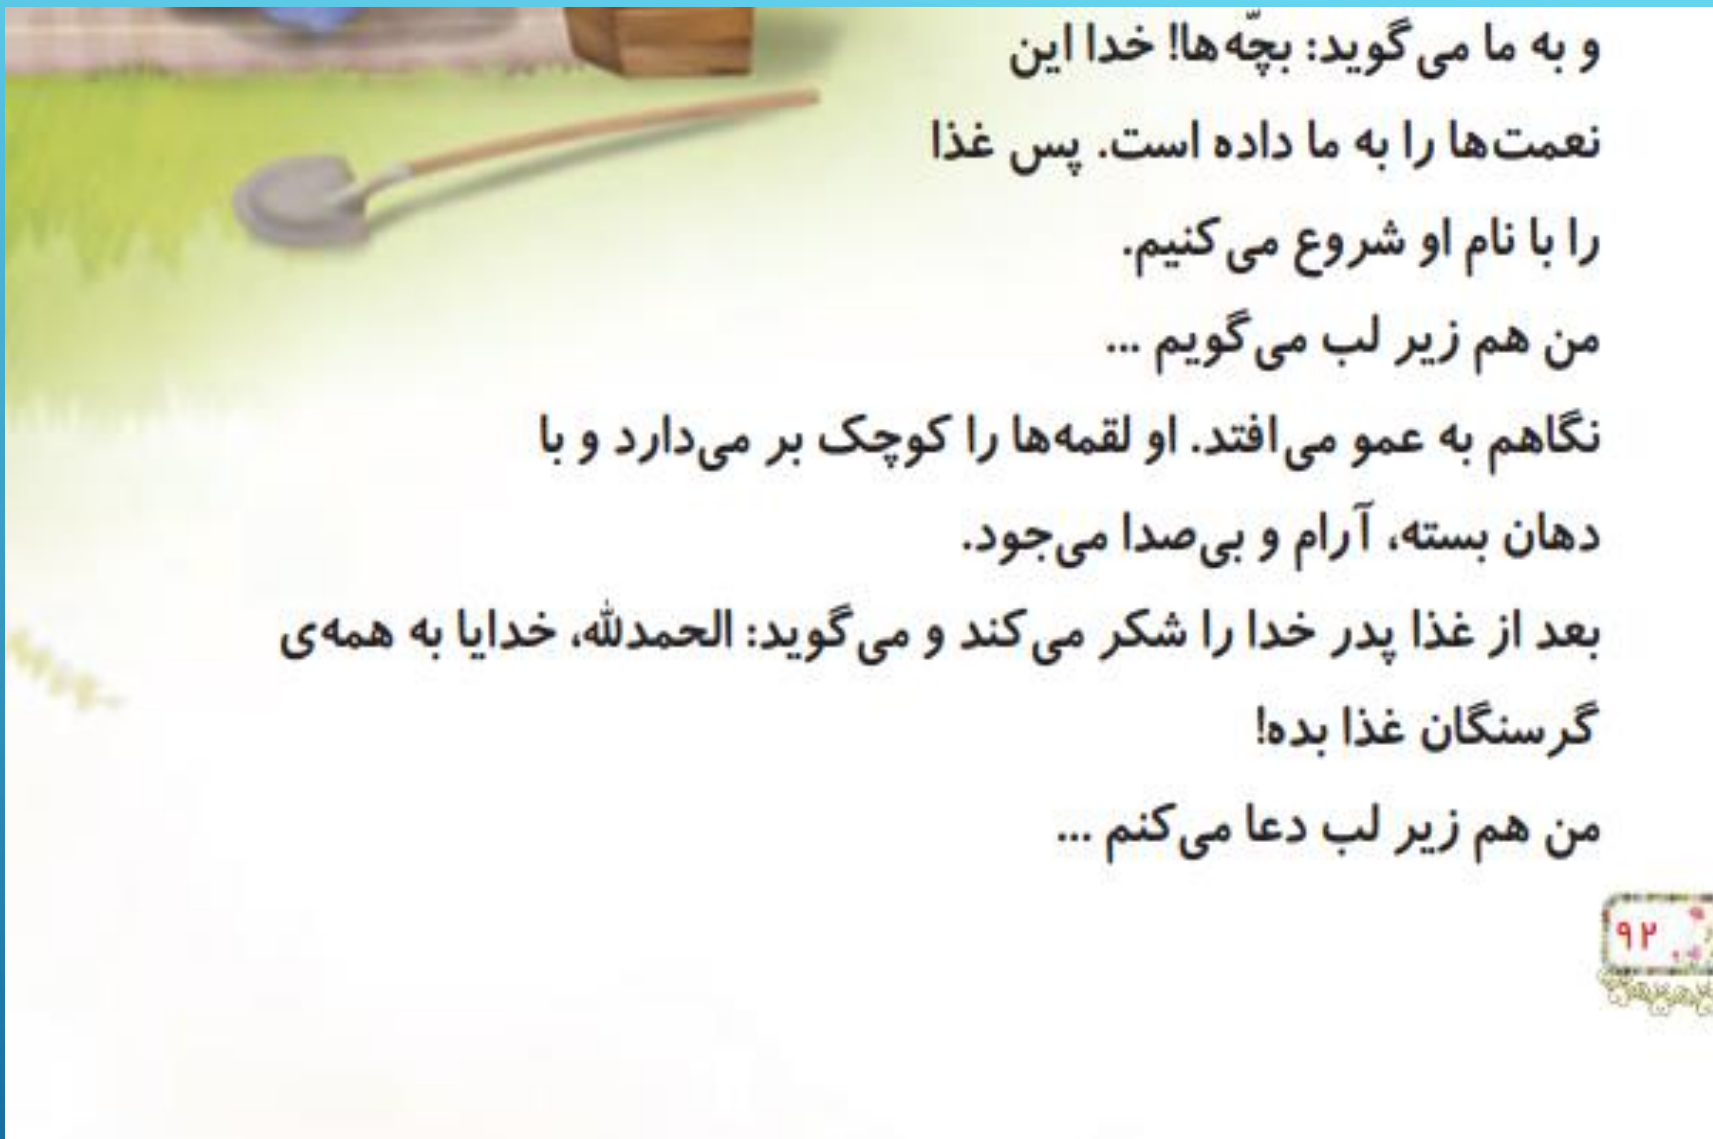 و به ما می‌گوید: بچّه‌ها! خدا این
نعمت‌ها را به ما داده است. پس غذا
را با نام او شروع می‌کنیم.
من هم زیر لب می‌گویم ...
نگاهم به عمو می‌افتد. او لقمه‌ها را کوچک بر می‌دارد و با
دهان بسته، آرام و بی‌صدا می‌جود.
بعد از غذا پدر خدا را شکر می‌کند و می‌گوید: الحمدلله، خدایا به همه‌ی
گرسنگان غذا بده!
من هم زیر لب دعا می‌کنم ...
۹۲